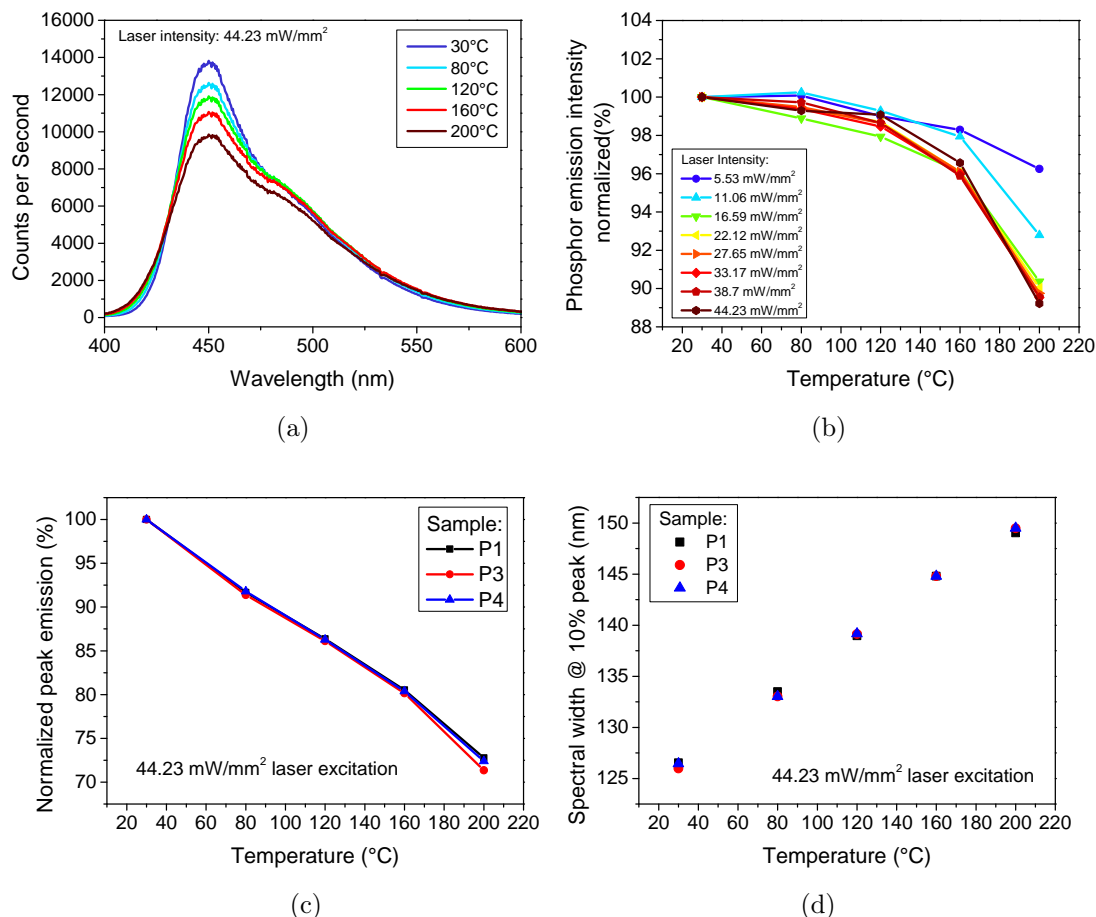 Laser intensity: 44.23 mW/mm²
30°C
80°C
120°C
160°C
200°C
16000
14000
12000
10000
8000
6000
4000
2000
0
Counts per Second
400 450 500 550 600
Wavelength (nm)
(a)
104
102
100
98
96
94
92
90
88
Phosphor emission intensity
normalized(%)
Laser Intensity:
5.53 mW/mm²
11.06 mW/mm²
16.59 mW/mm²
22.12 mW/mm²
27.65 mW/mm²
33.17 mW/mm²
38.7 mW/mm²
44.23 mW/mm²
20 40 60 80 100 120 140 160 180 200 220
Temperature (°C)
(b)
100
95
90
85
80
75
70
Normalized peak emission (%)
Sample:
P1
P3
P4
44.23 mW/mm² laser excitation
20 40 60 80 100 120 140 160 180 200 220
Temperature (°C)
(c)
150
145
140
135
130
125
Spectral width @ 10% peak (nm)
Sample:
P1
P3
P4
44.23 mW/mm² laser excitation
20 40 60 80 100 120 140 160 180 200 220
Temperature (°C)
(d)